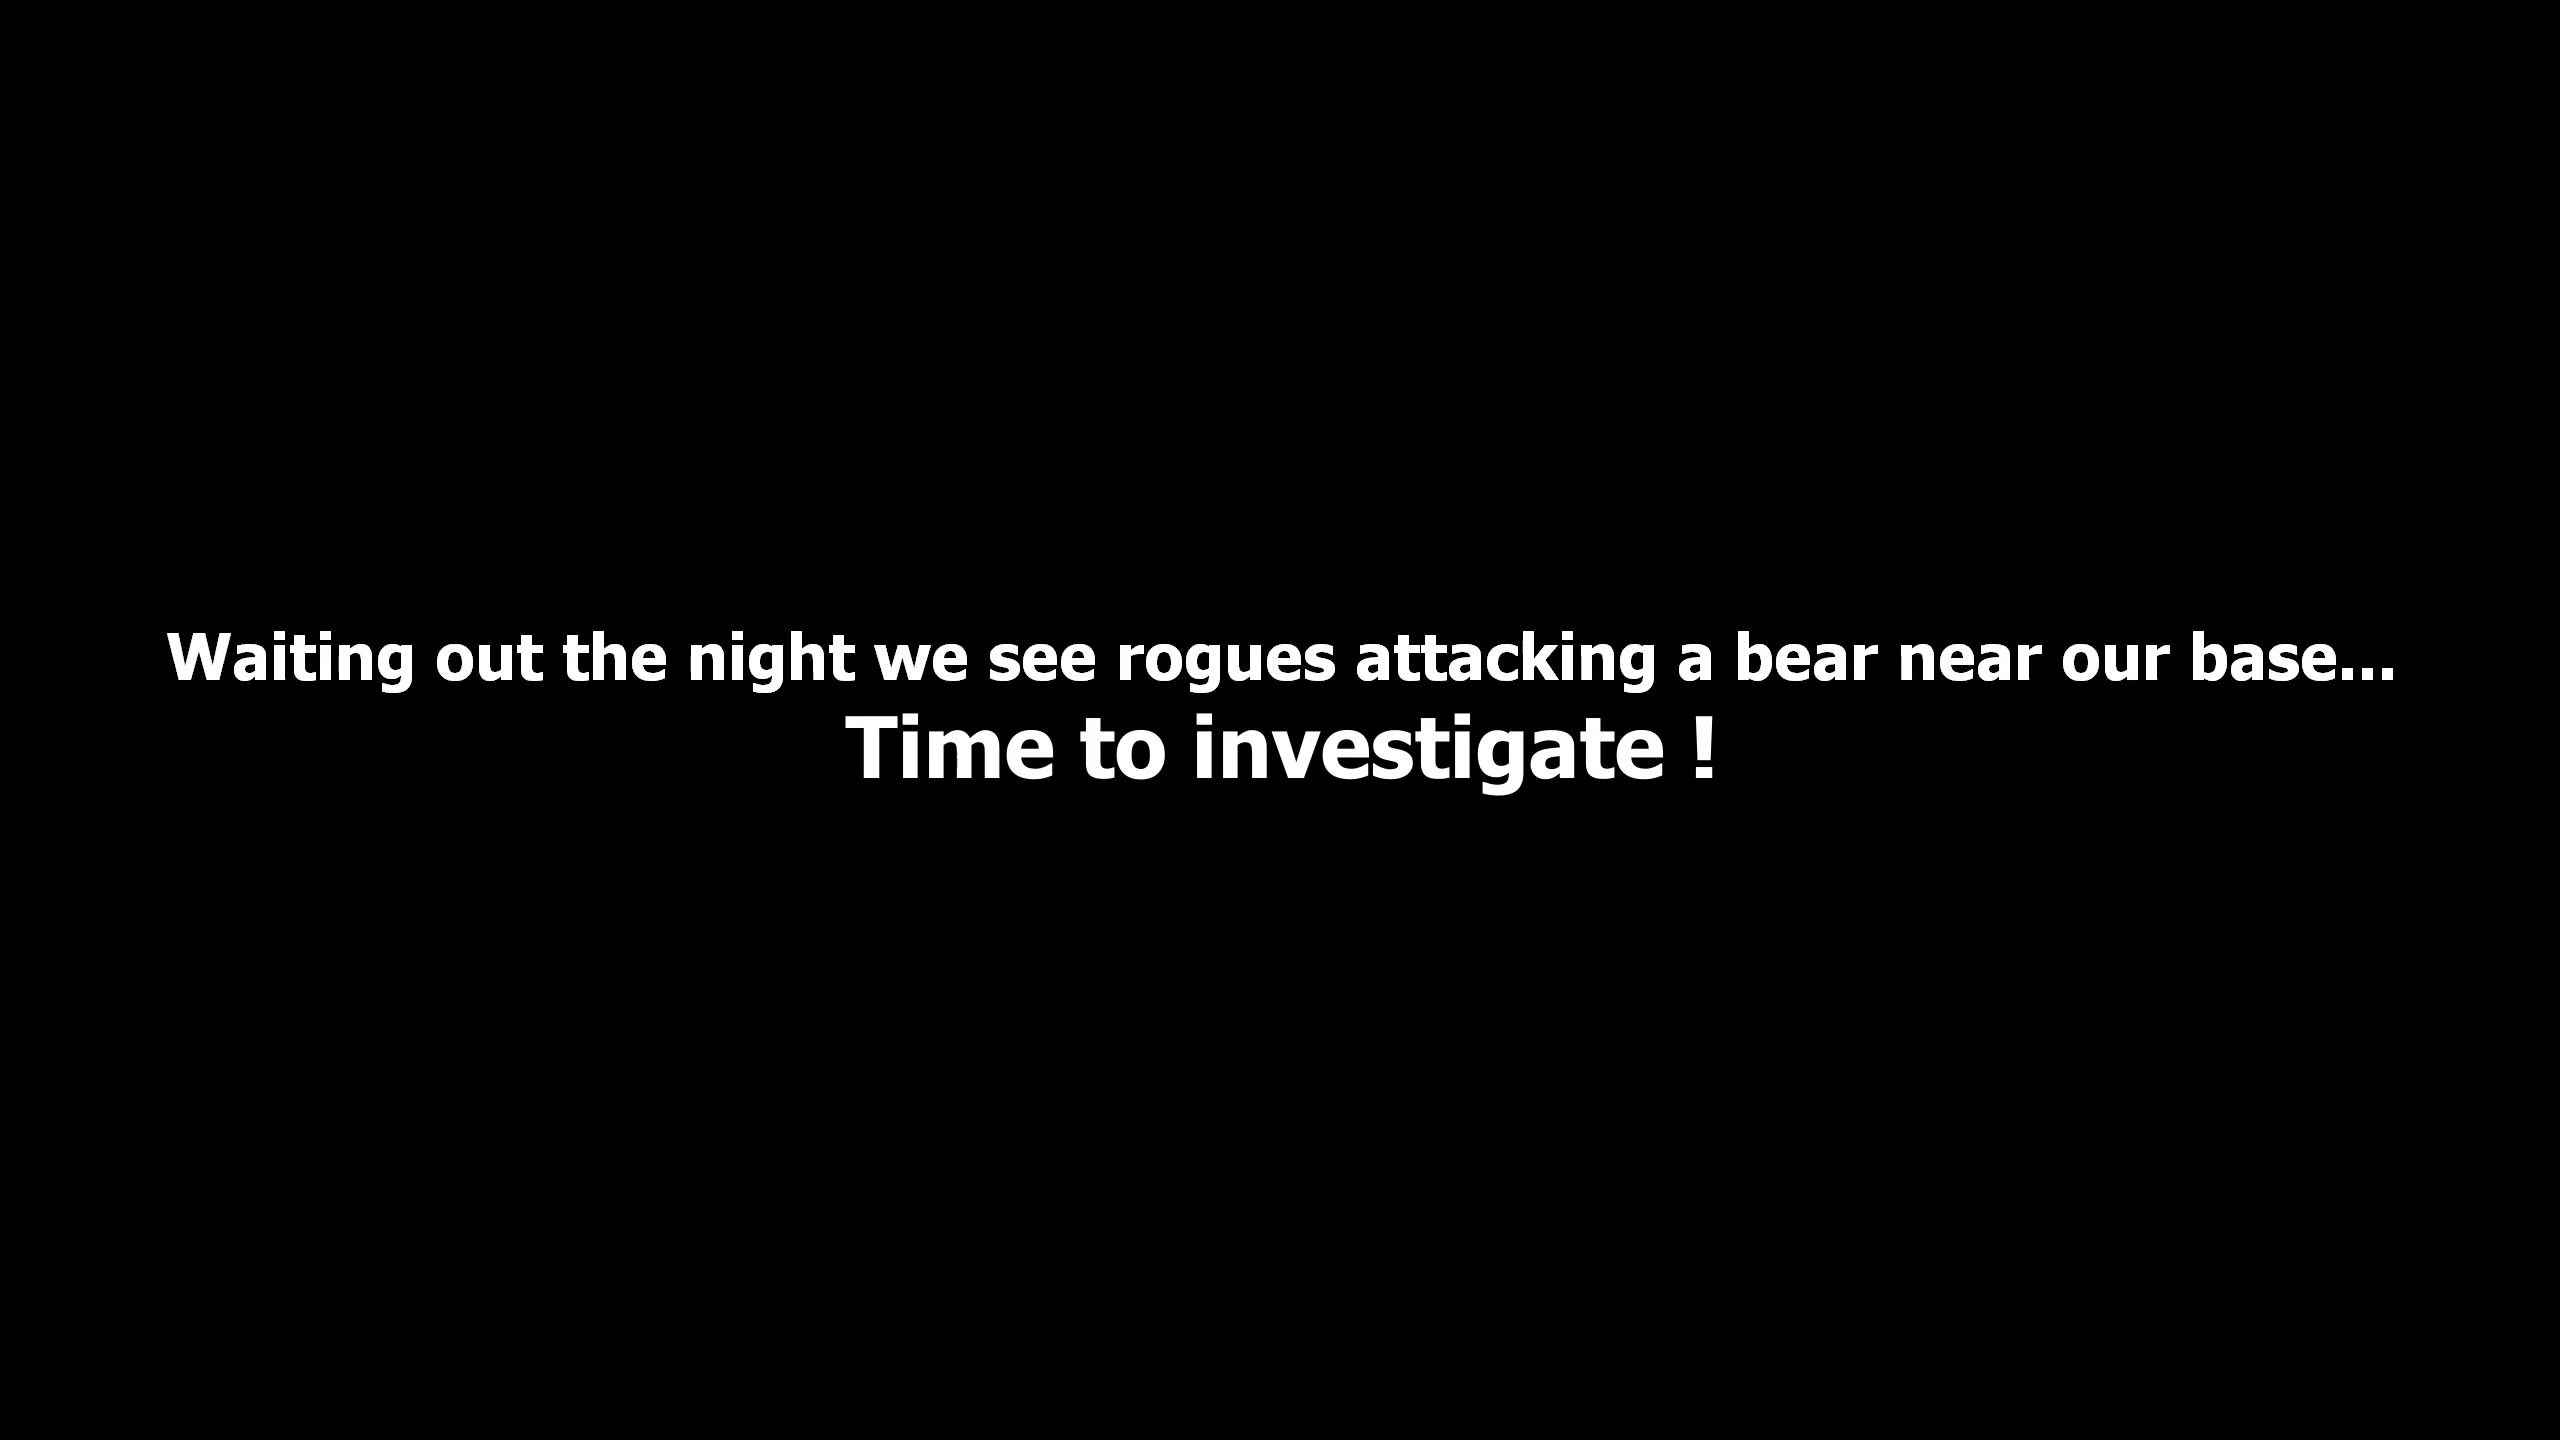 Waiting out the night we see rogues attacking a bear near our base...
Time to investigate !